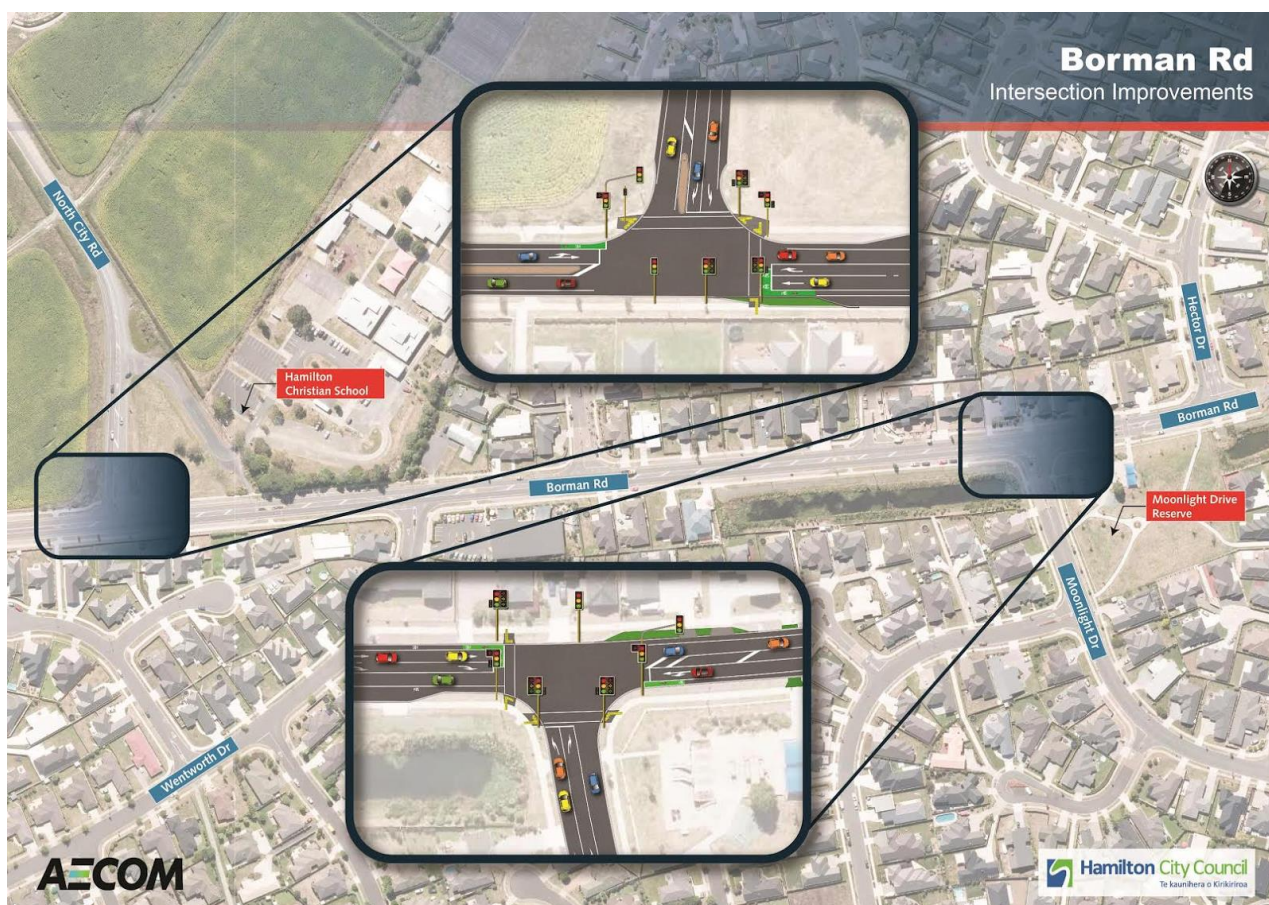 Borman Rd
Intersection Improvements
North City Rd
Hamilton
Christian School
Hector Dr
Borman Rd
Borman Rd
Moonlight Drive
Reserve
Moonlight Dr
Wentworth Dr
AECOM
Hamilton City Council
Te kaunihera o Kirikiriroa